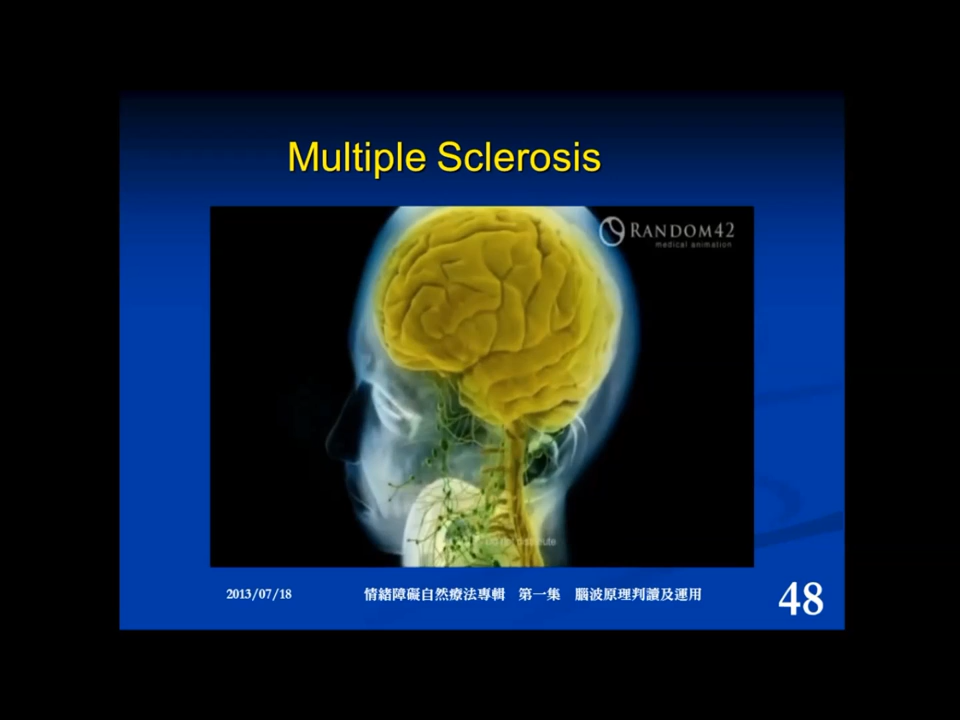 Multiple Sclerosis
RANDOM42
medical animation
2013/07/18 情緒障礙自然療法專輯 第一集 腦波原理判讀及運用 48